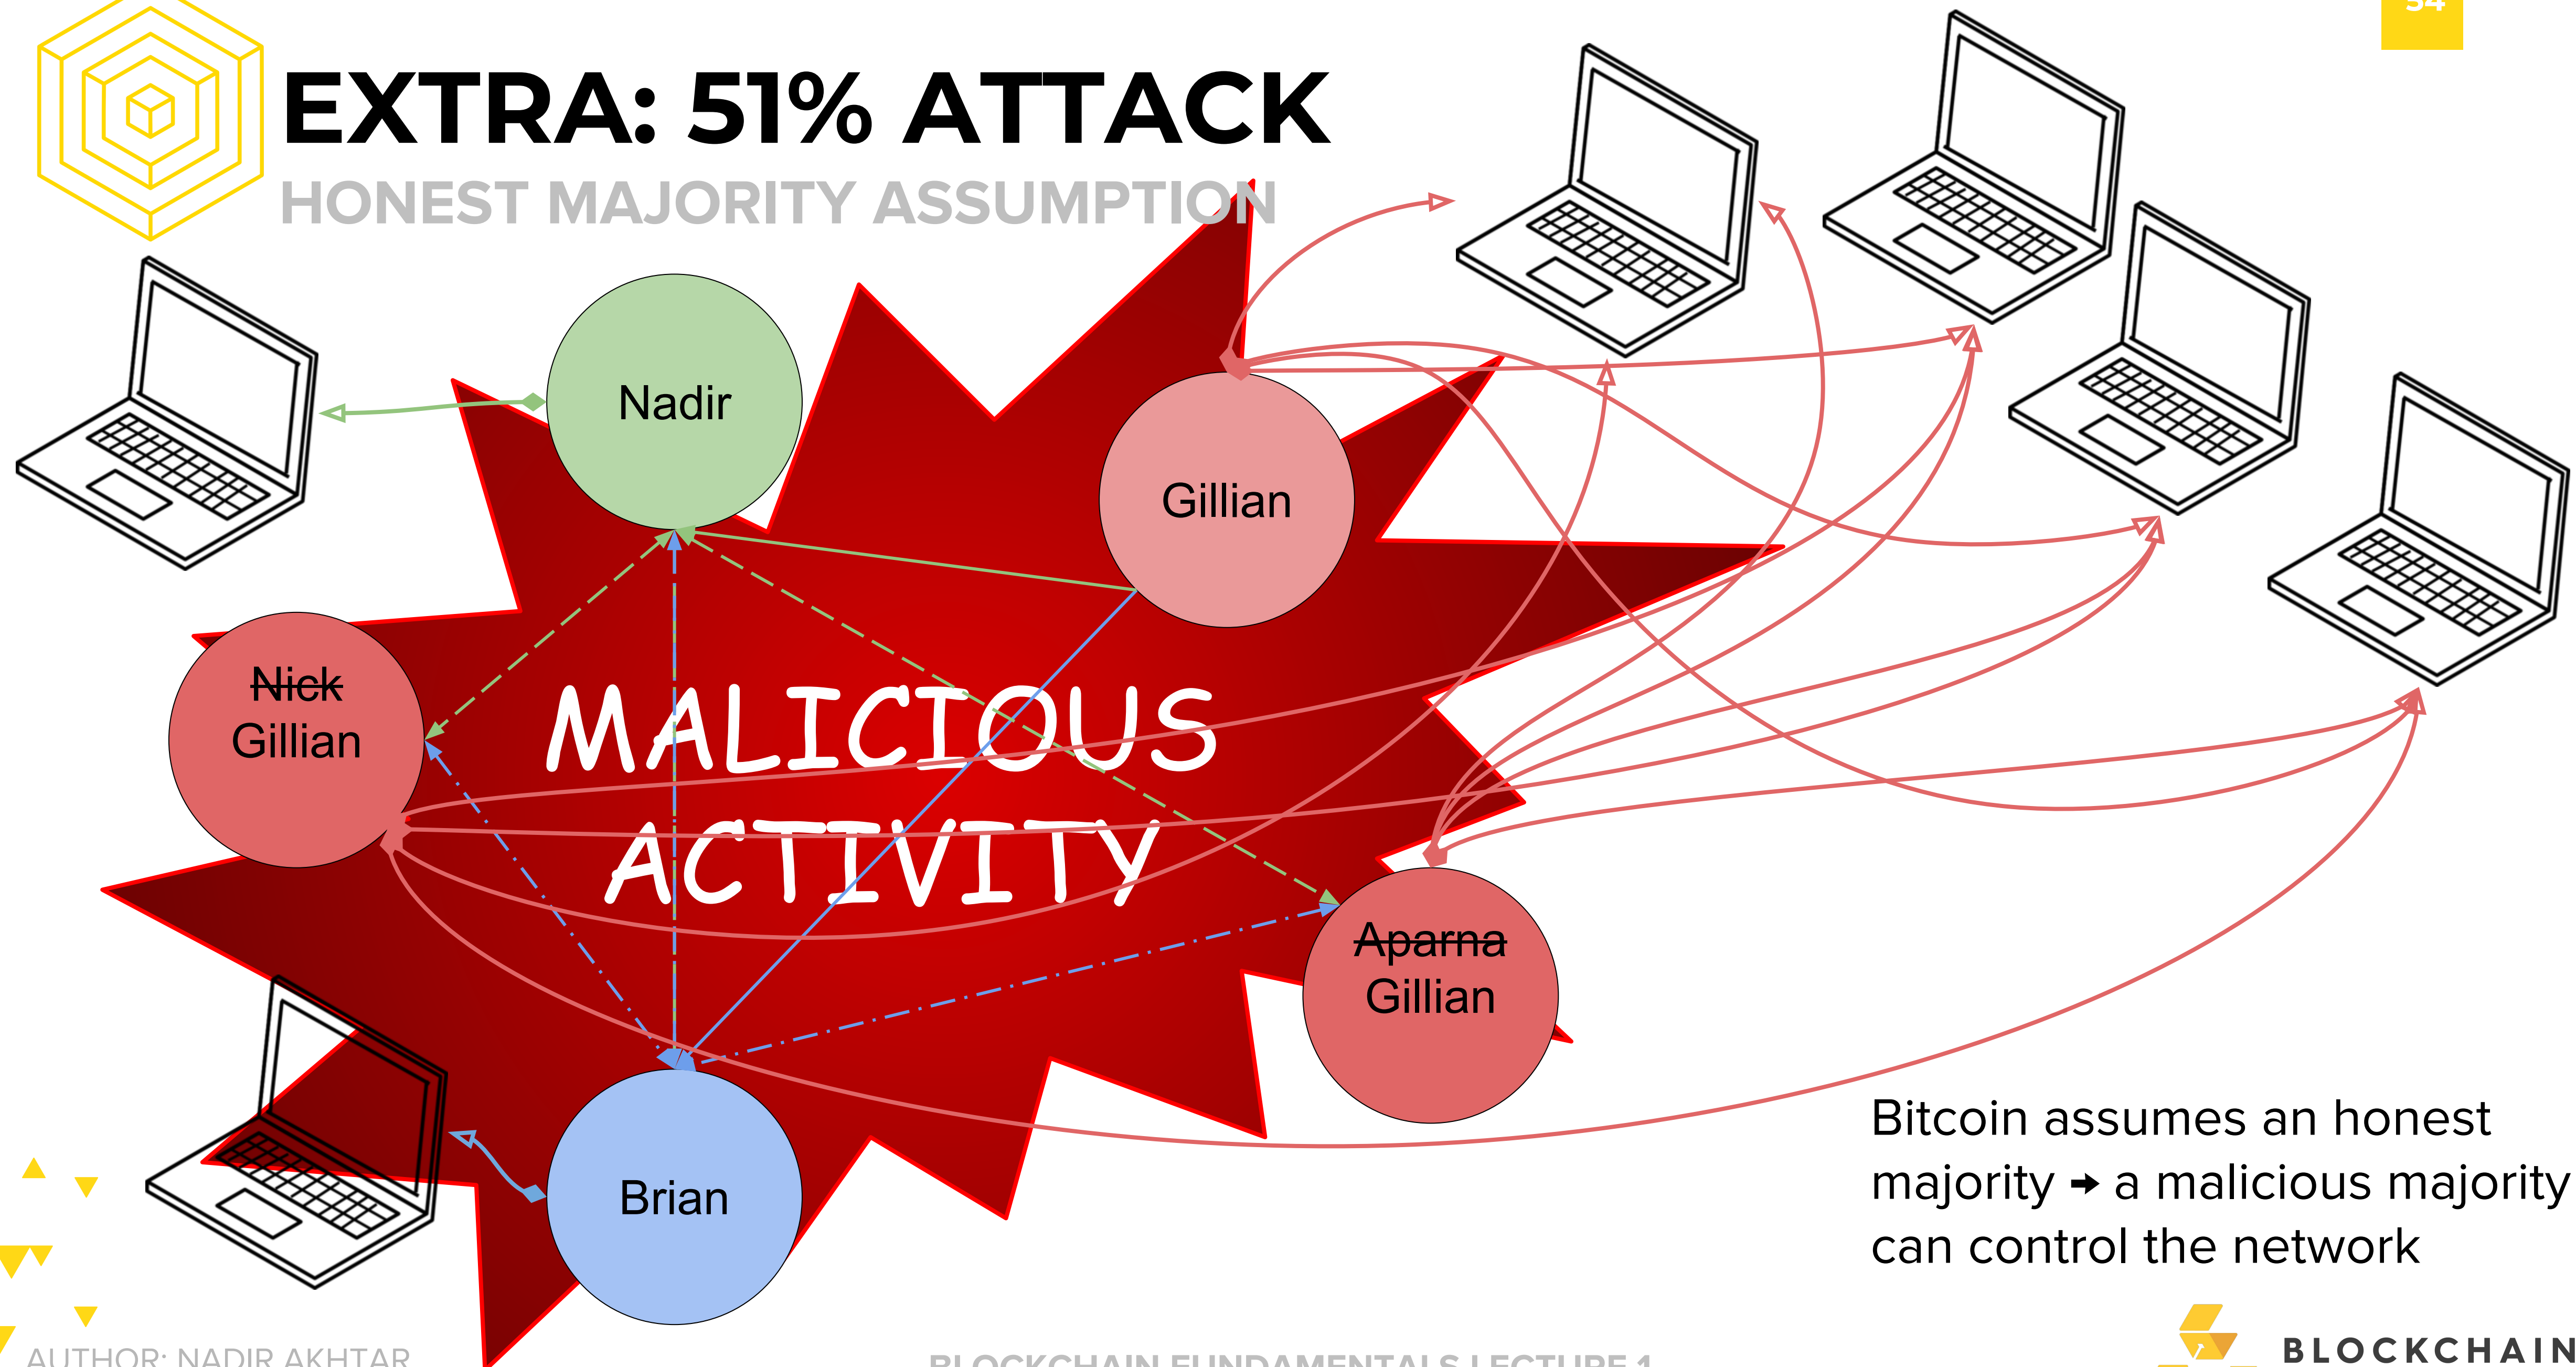 54
EXTRA: 51% ATTACK
HONEST MAJORITY ASSUMPTION
Nadir
Gillian
Nick
Gillian
MALICIOUS
ACTIVITY
Aparna
Gillian
Brian
Bitcoin assumes an honest
majority → a malicious majority
can control the network
AUTHOR: NADIR AKHTAR
BLOCKCHAIN FUNDAMENTALS LECTURE 1
BLOCKCHAIN